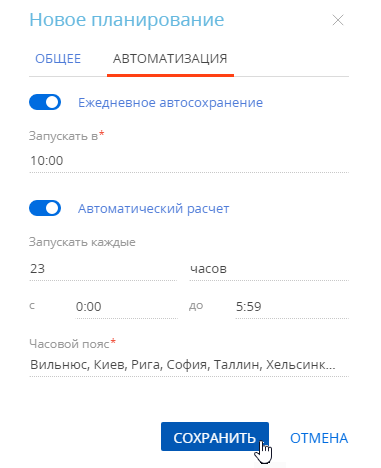 Новое планирование
ОБЩЕЕ АВТОМАТИЗАЦИЯ
Ежедневное автосохранение
Запускать в*
10:00
Автоматический расчет
Запускать каждые
23 часов
с 0:00 до 5:59
Часовой пояс*
Вильнюс, Киев, Рига, София, Таллин, Хельсинк...
СОХРАНИТЬ ОТМЕНА